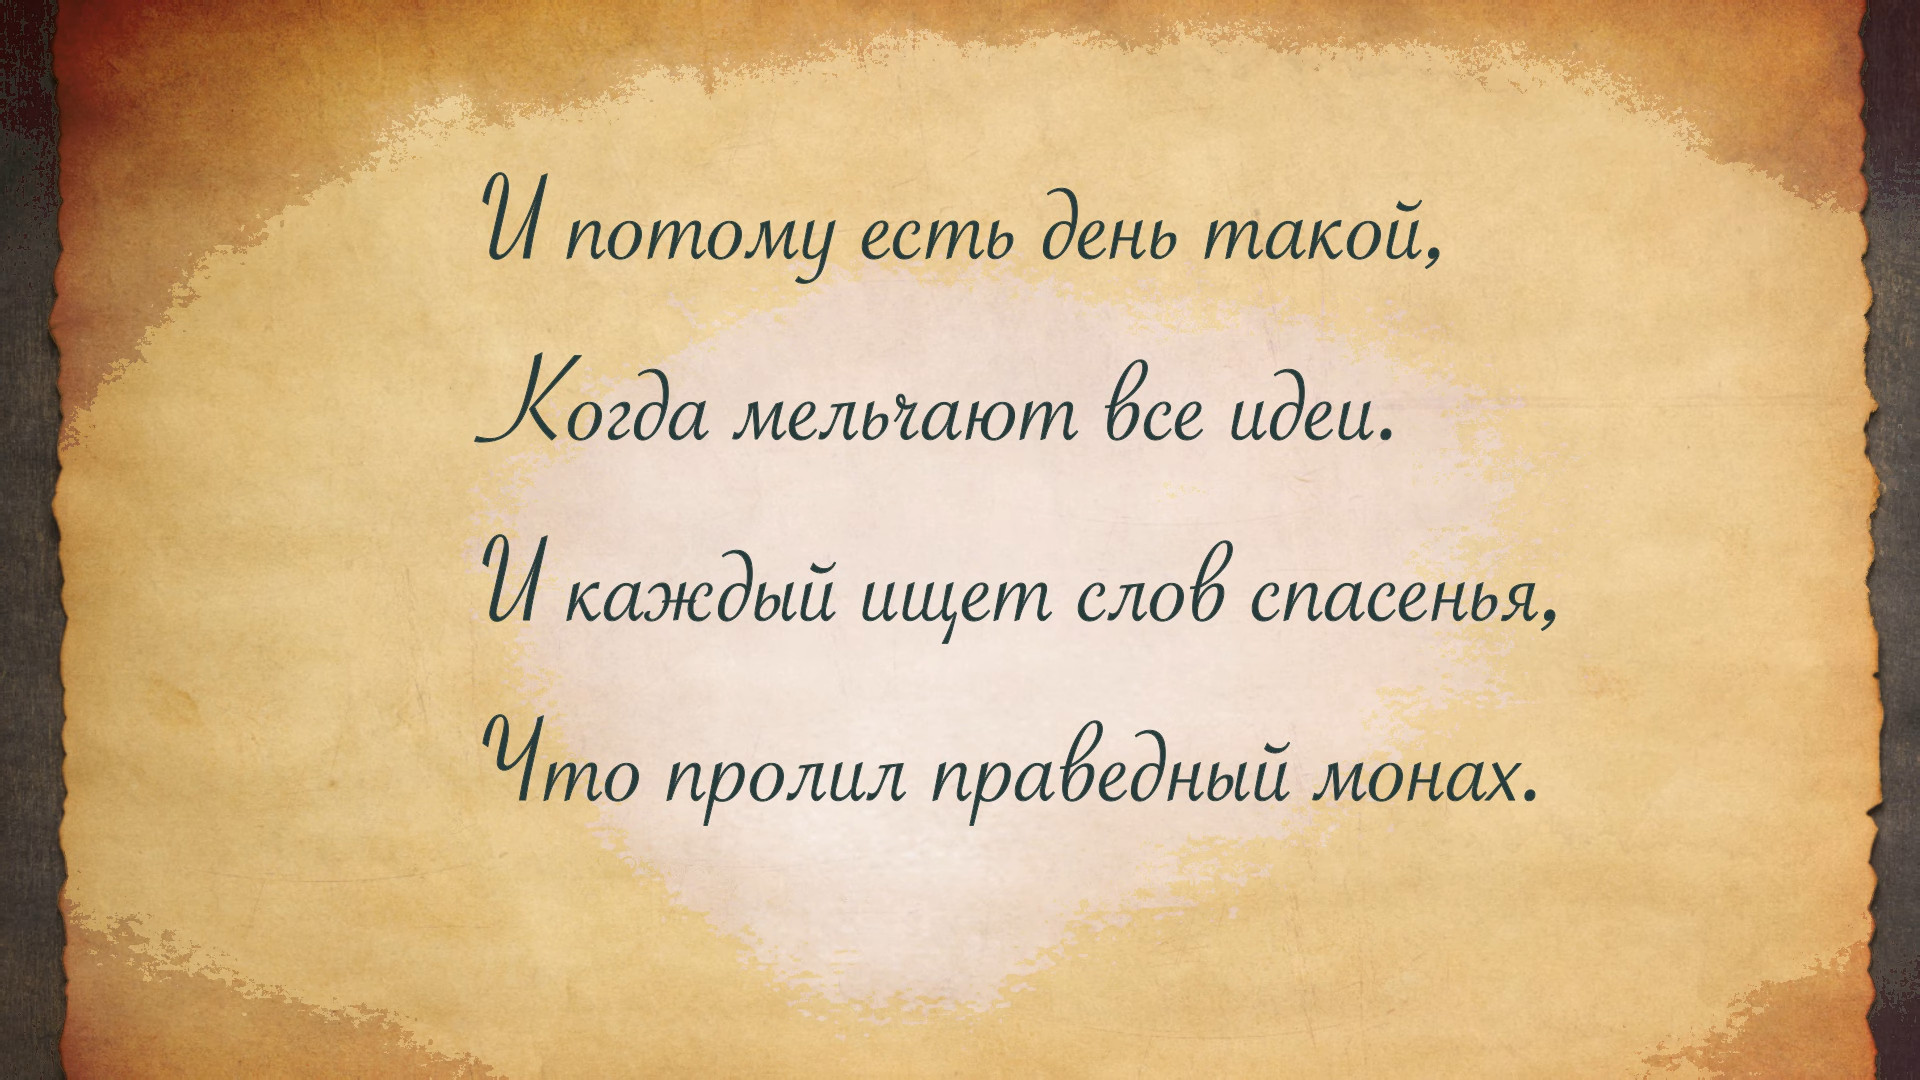 И потому есть день такой,
Когда мельчают все идеи.
И каждый ищет слов спасенья,
Что пролил праведный монах.